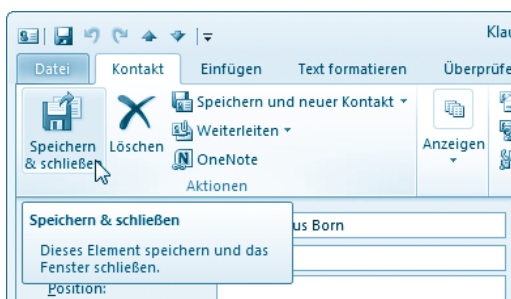 Klau
Datei Kontakt Einfügen Text formatieren Überprüfe
Speichern und neuer Kontakt
Weiterleiten
OneNote
Speichern
& schließen
Löschen
Anzeigen
Aktionen
Speichern & schließen
Dieses Element speichern und das
Fenster schließen.
us Born
Position: